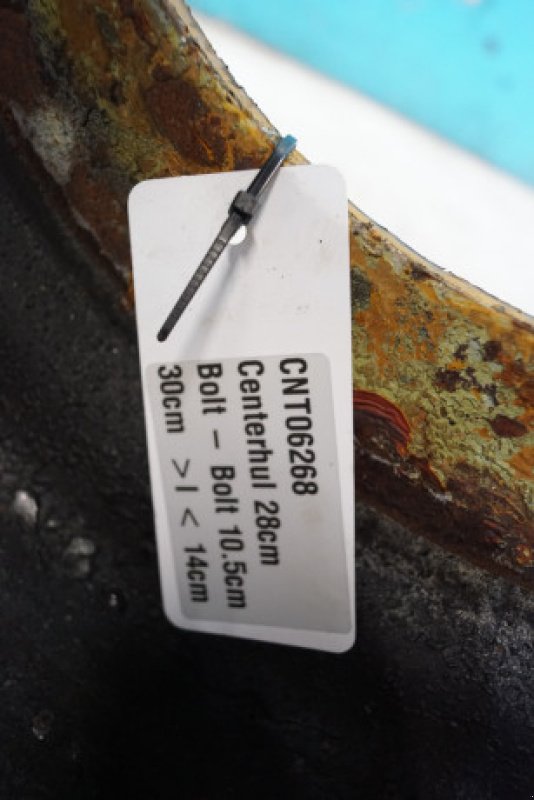 CNT06268
Centerhul 28cm
Bolt – Bolt 10.5cm
30cm >I < 14cm